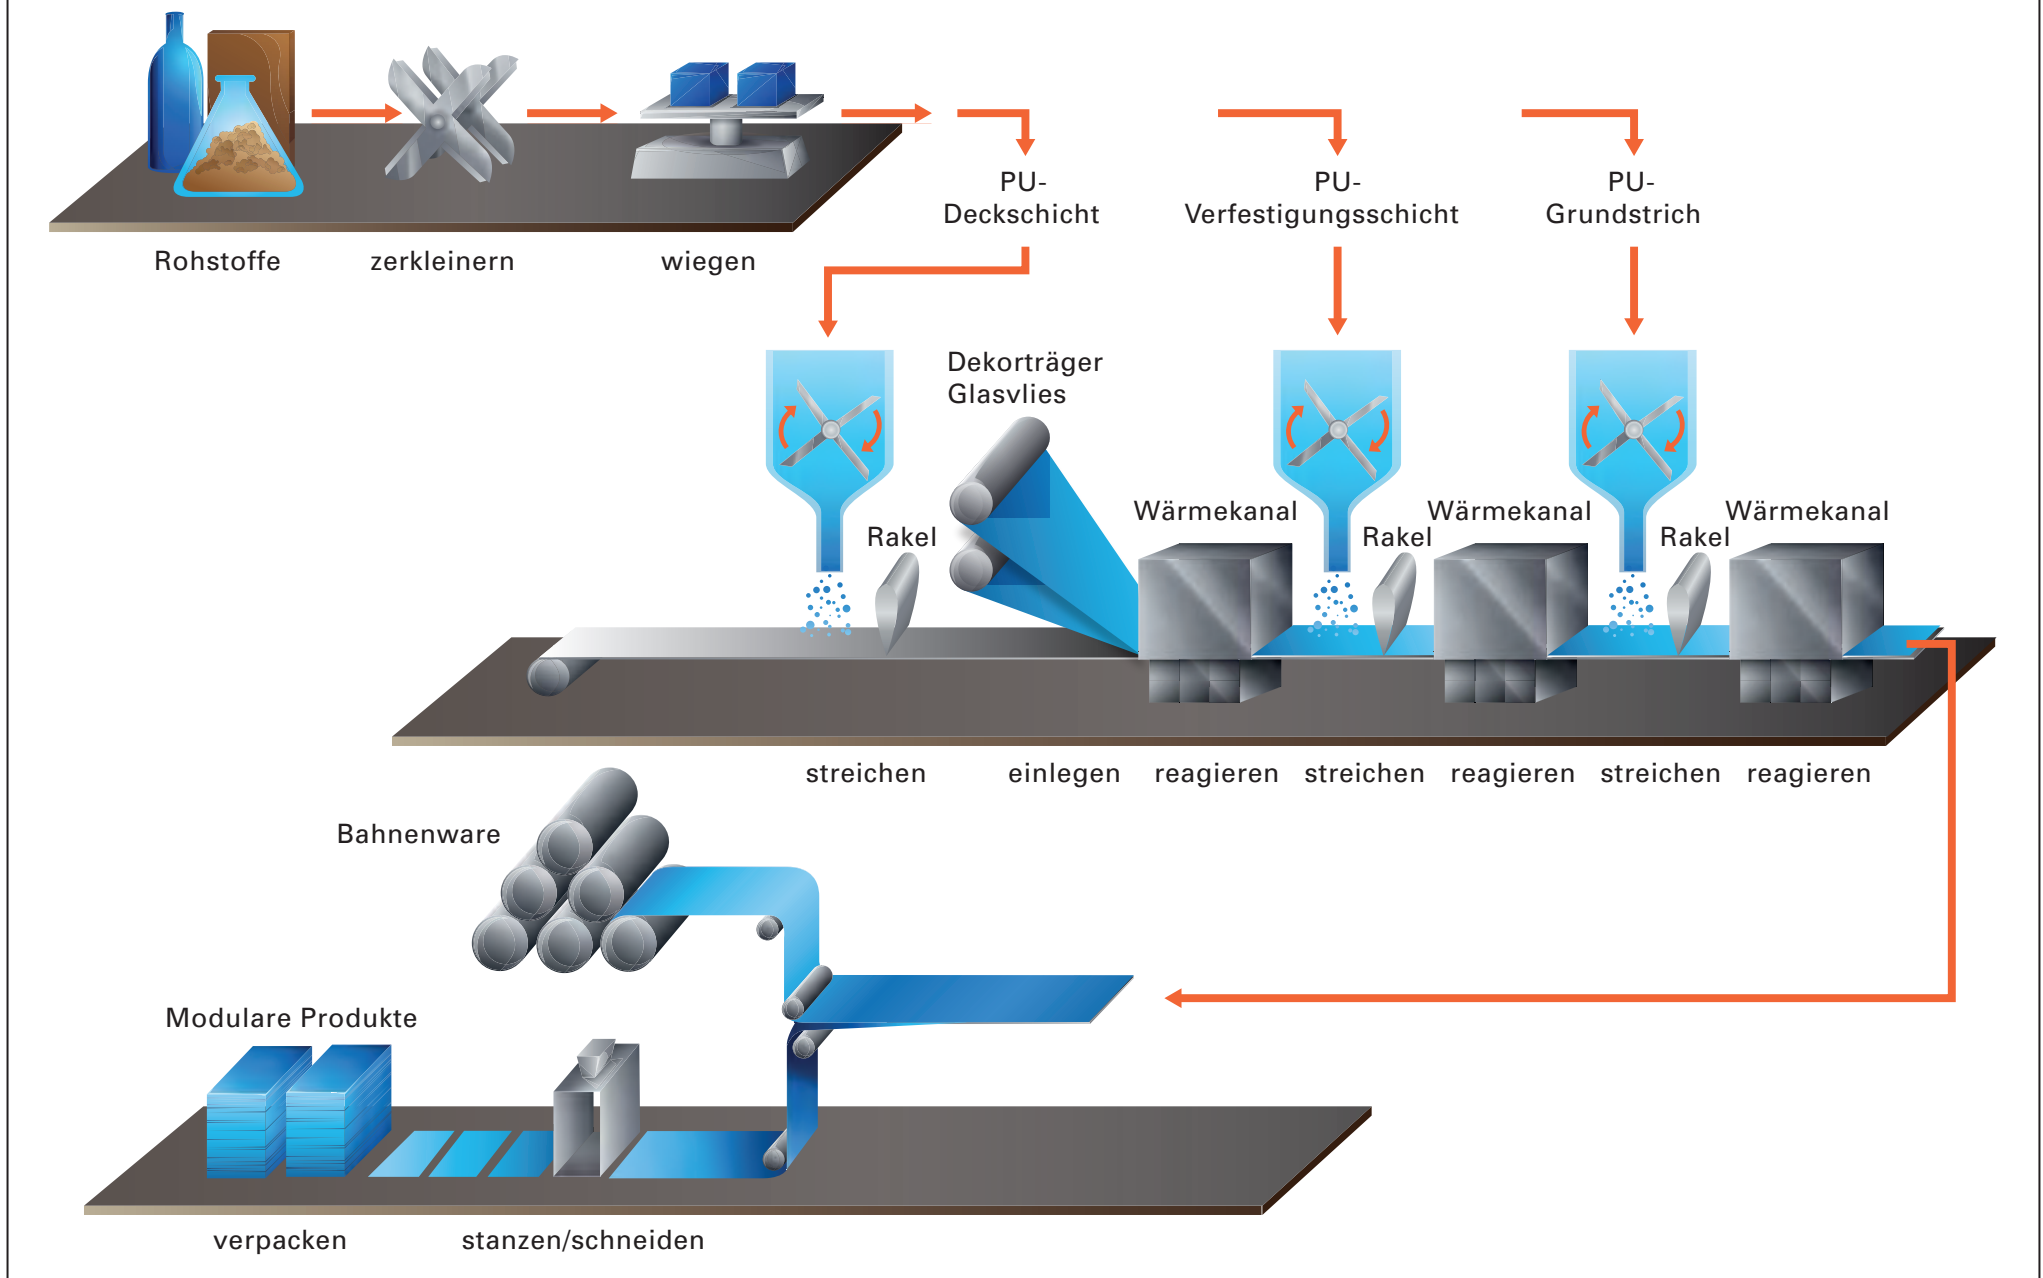 PU-
Deckschicht
PU-
Verfestigungsschicht
PU-
Grundstrich
Rohstoffe
zerkleinern
wiegen
Dekorträger
Glasvlies
Rakel
Wärmekanal
Rakel
Wärmekanal
Rakel
Wärmekanal
streichen
einlegen
reagieren
streichen
reagieren
streichen
reagieren
Bahnenware
Modulare Produkte
verpacken
stanzen/schneiden